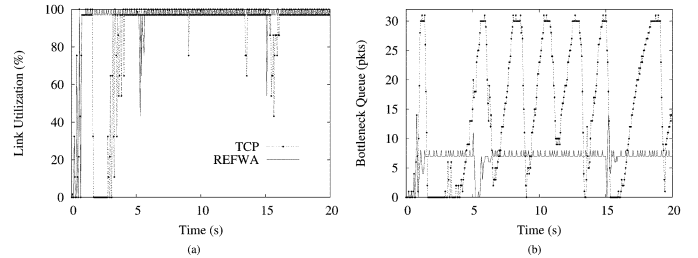 100
80
60
40
20
0
Link Utilization (%)
TCP
REFWA
0
5
10
15
20
Time (s)
(a)
30
25
20
15
10
5
0
Bottleneck Queue (pkts)
0
5
10
15
20
Time (s)
(b)